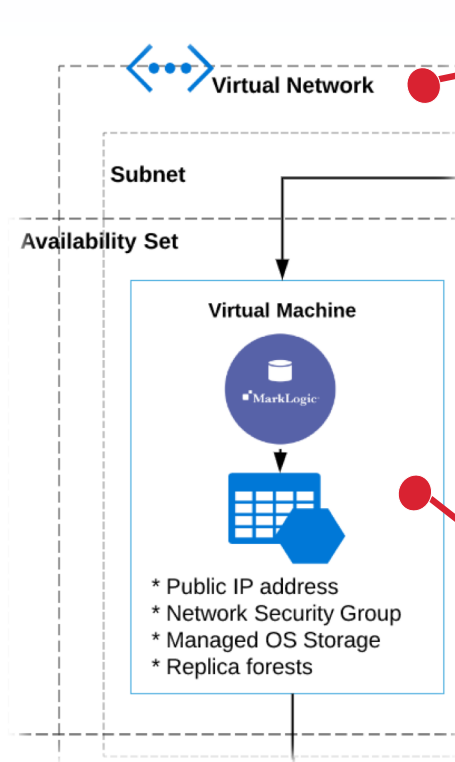 Virtual Network
Subnet
Availability Set
Virtual Machine
MarkLogic
* Public IP address
* Network Security Group
* Managed OS Storage
* Replica forests